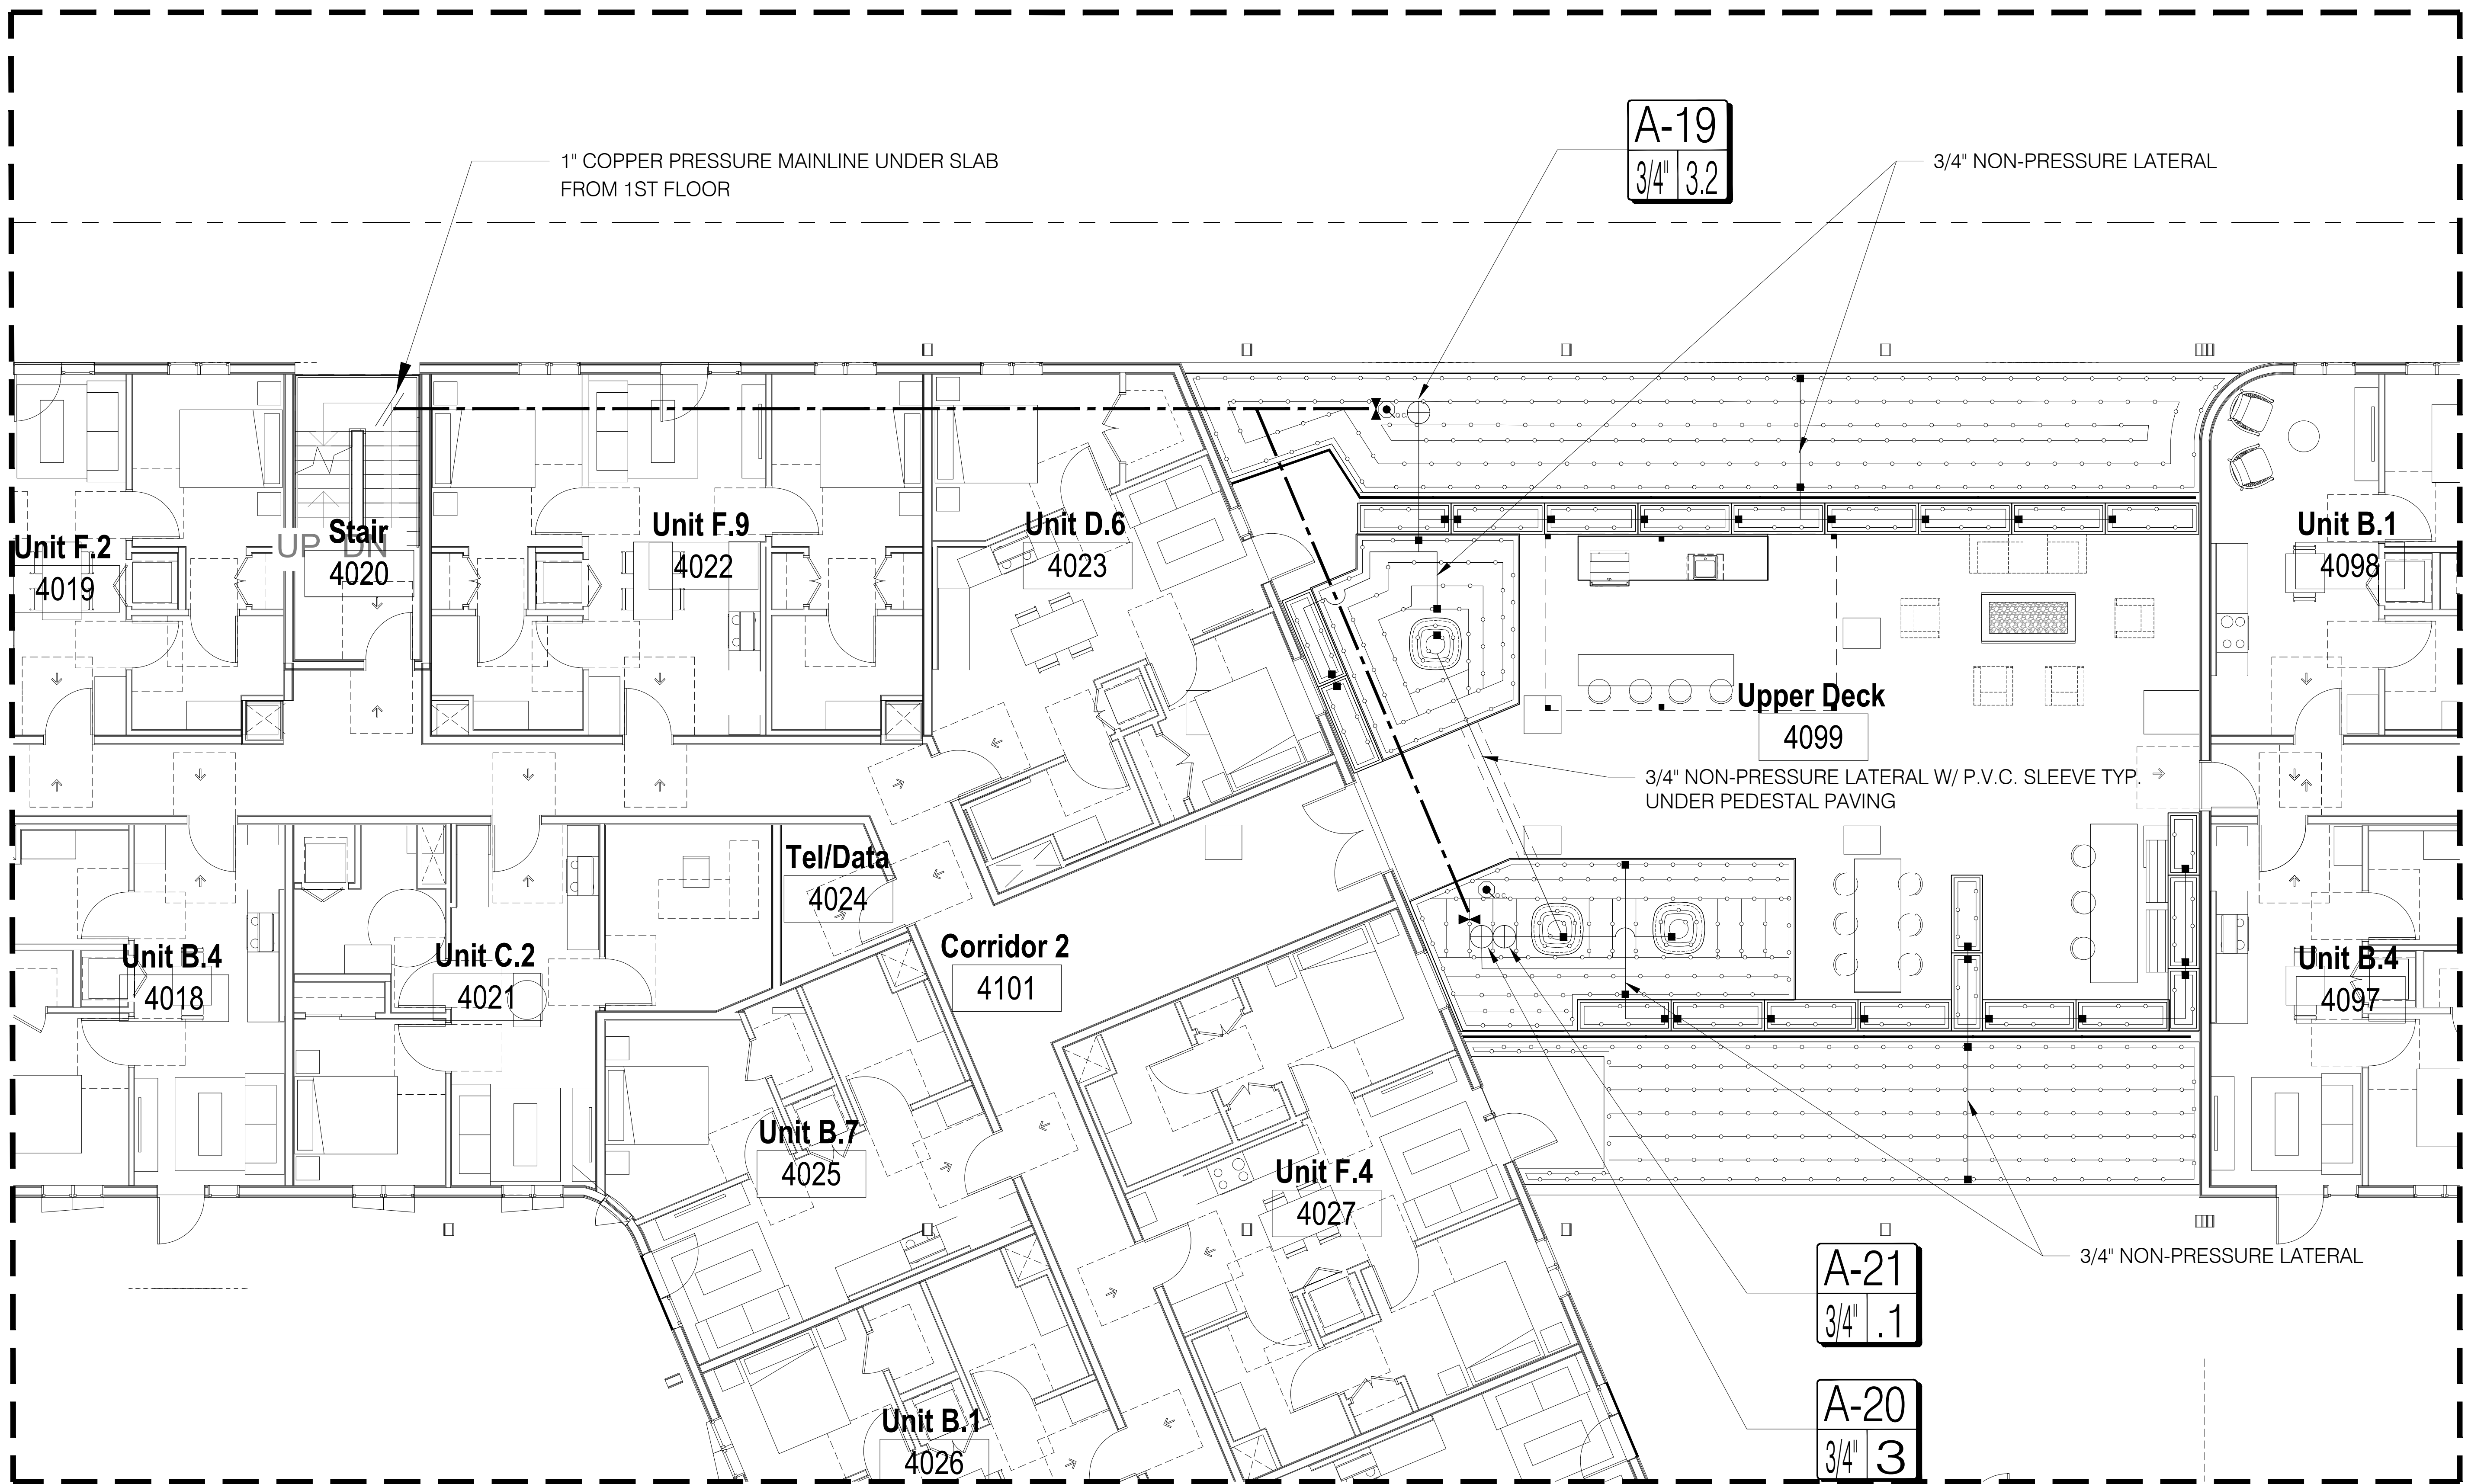 A-19
3/4" 3.2
1" COPPER PRESSURE MAINLINE UNDER SLAB
FROM 1ST FLOOR
3/4" NON-PRESSURE LATERAL
Q.C.
Unit F.2
4019
UP DN
Stair
4020
Unit F.9
4022
Unit D.6
4023
Unit B.1
4098
Upper Deck
4099
3/4" NON-PRESSURE LATERAL W/ P.V.C. SLEEVE TYP.
UNDER PEDESTAL PAVING
Tel/Data
4024
Q.C.
Unit B.4
4018
Unit C.2
4021
Corridor 2
4101
Unit B.4
4097
Unit B.7
4025
Unit F.4
4027
3/4" NON-PRESSURE LATERAL
A-21
3/4" .1
A-20
3/4" 3
Unit B.1
4026